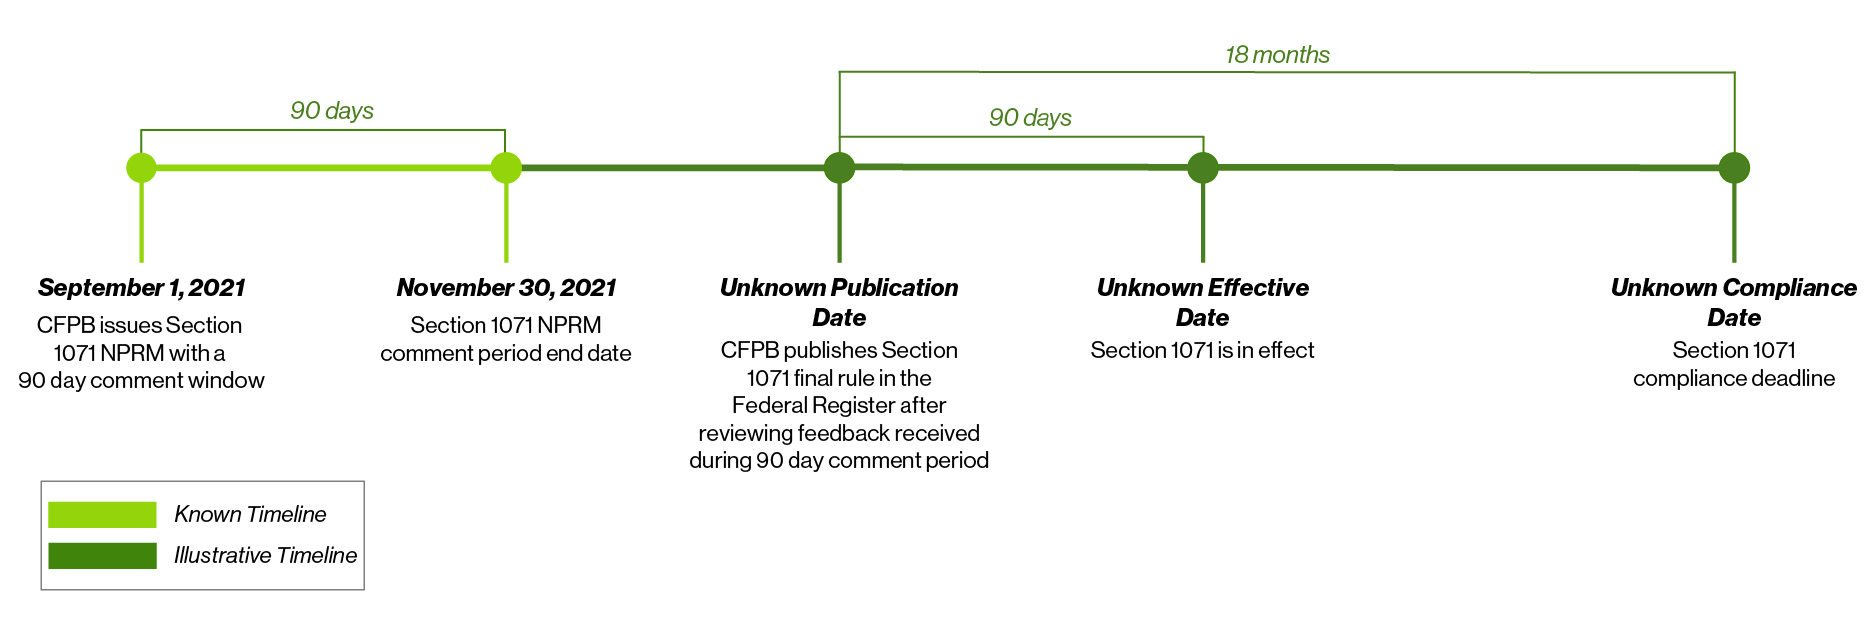 18 months
90 days
90 days
September 1, 2021
CFPB issues Section
1071 NPRM with a
90 day comment window
November 30, 2021
Section 1071 NPRM
comment period end date
Unknown Publication
Date
CFPB publishes Section
1071 final rule in the
Federal Register after
reviewing feedback received
during 90 day comment period
Unknown Effective
Date
Section 1071 is in effect
Unknown Compliance
Date
Section 1071
compliance deadline
Known Timeline
Illustrative Timeline